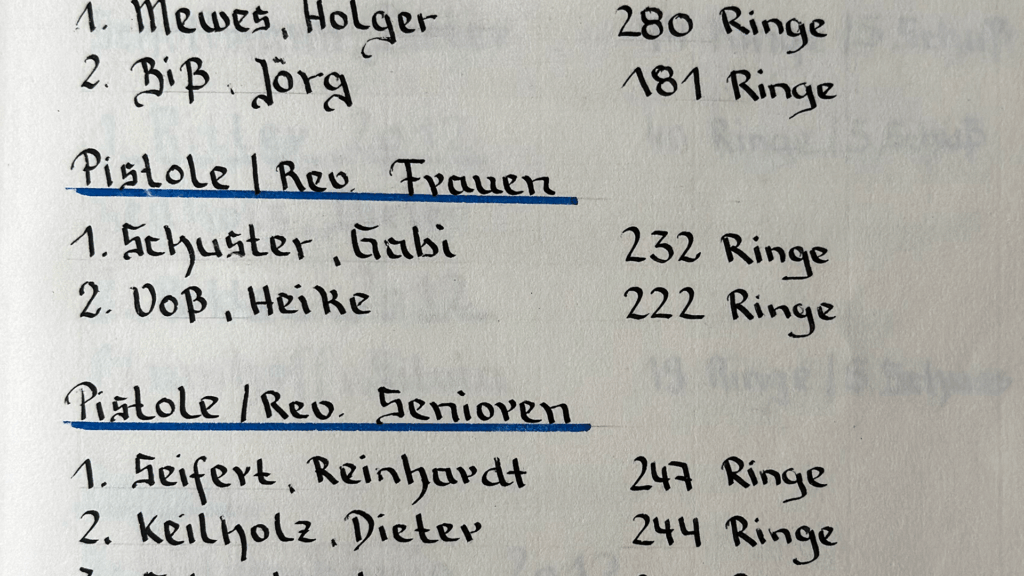 1. Mewes, Holger 280 Ringe
2. Biß, Jörg 181 Ringe
Pistole / Rev. Frauen
1. Schuster, Gabi 232 Ringe
2. Voß, Heike 222 Ringe
Pistole / Rev. Senioren
1. Seifert, Reinhardt 247 Ringe
2. Keilholz, Dieter 244 Ringe